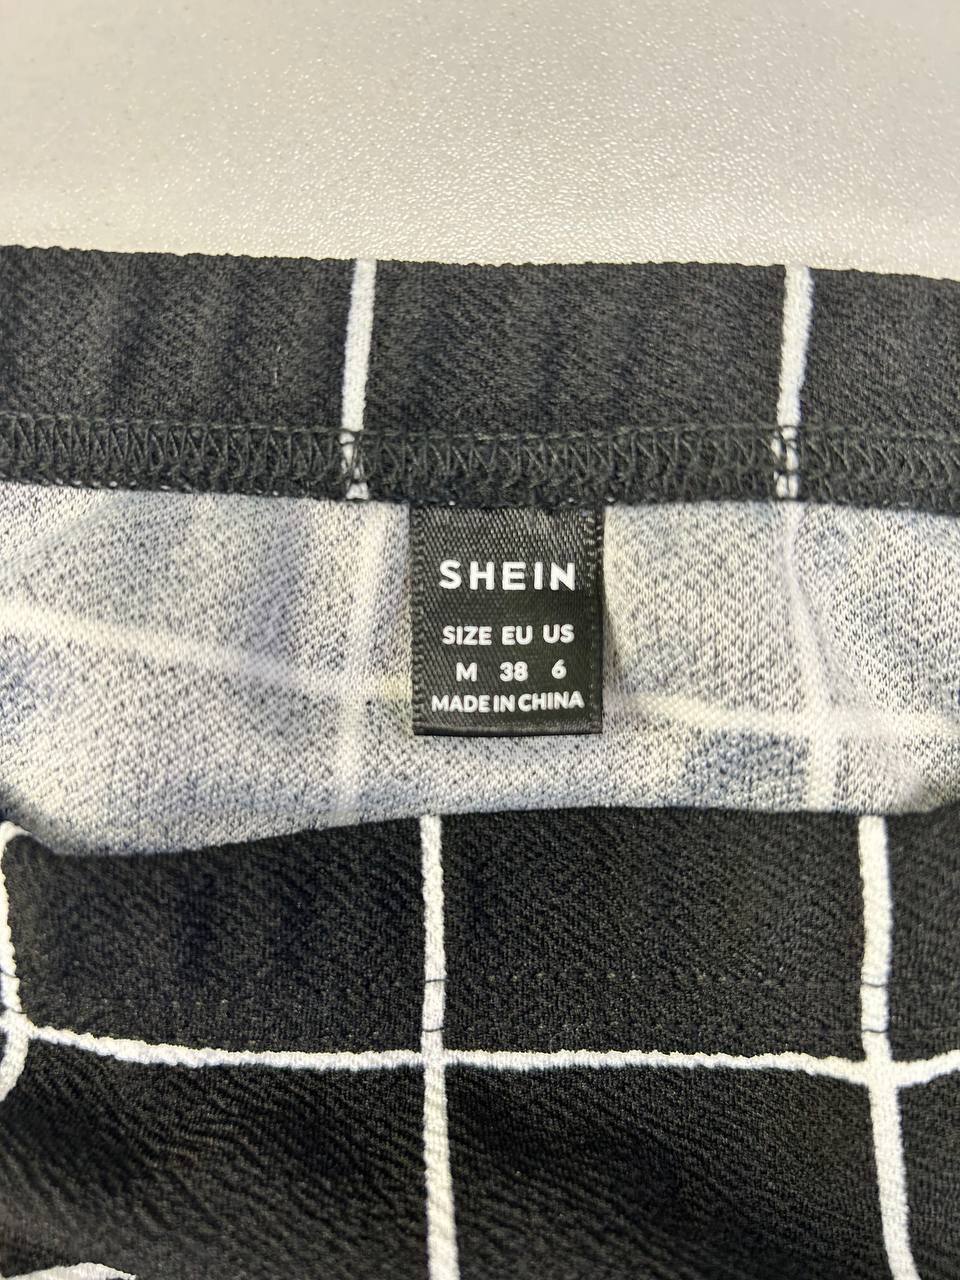 SHEIN
SIZE EU US
M 38 6
MADE IN CHINA